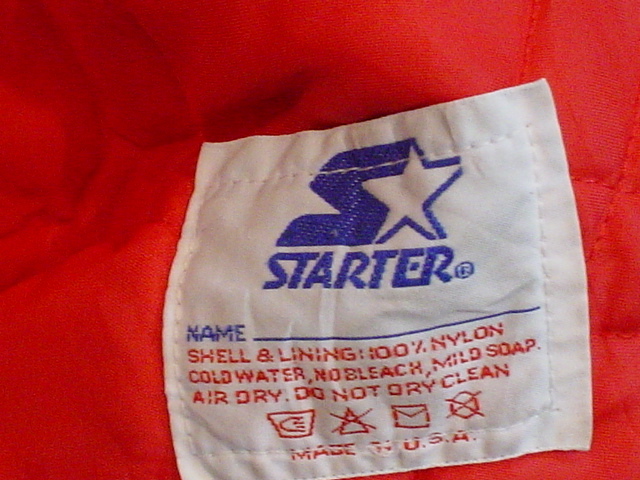 STARTER®
NAME
SHELL & LINING: 100% NYLON
COLD WATER, NO BLEACH, MILD SOAP.
AIR DRY. DO NOT DRY CLEAN
MADE IN U.S.A.